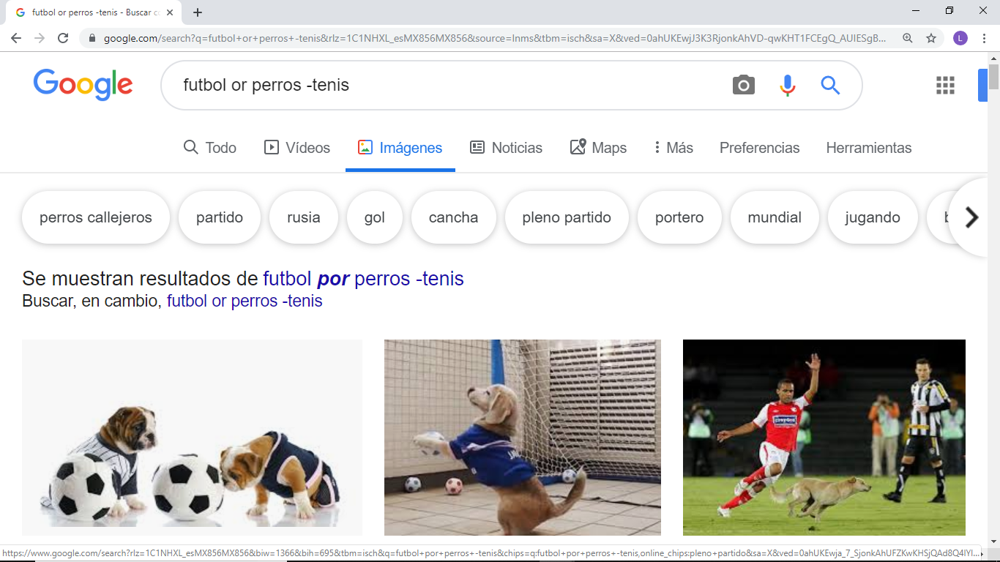 futbol or perros -tenis - Buscar co
google.com/search?q=futbol+or+perros+-tenis&rlz=1C1NHXL_esMX856MX856&source=lnms&tbm=isch&sa=X&ved=0ahUKEwjJ3K3RjonkAhVD-qwKHT1FCEgQ_AUIESgB...
L
Google
futbol or perros -tenis
Todo
Vídeos
Imágenes
Noticias
Maps
Más
Preferencias
Herramientas
perros callejeros
partido
rusia
gol
cancha
pleno partido
portero
mundial
jugando
Se muestran resultados de futbol por perros -tenis
Buscar, en cambio, futbol or perros -tenis
https://www.google.com/search?rlz=1C1NHXL_esMX856MX856&biw=1366&bih=695&tbm=isch&q=futbol+por+perros+-tenis&chips=q:futbol+por+perros+-tenis,online_chips:pleno+partido&sa=X&ved=0ahUKEwja_7_SjonkAhUFZKwKHSjQAd8Q4lYI...